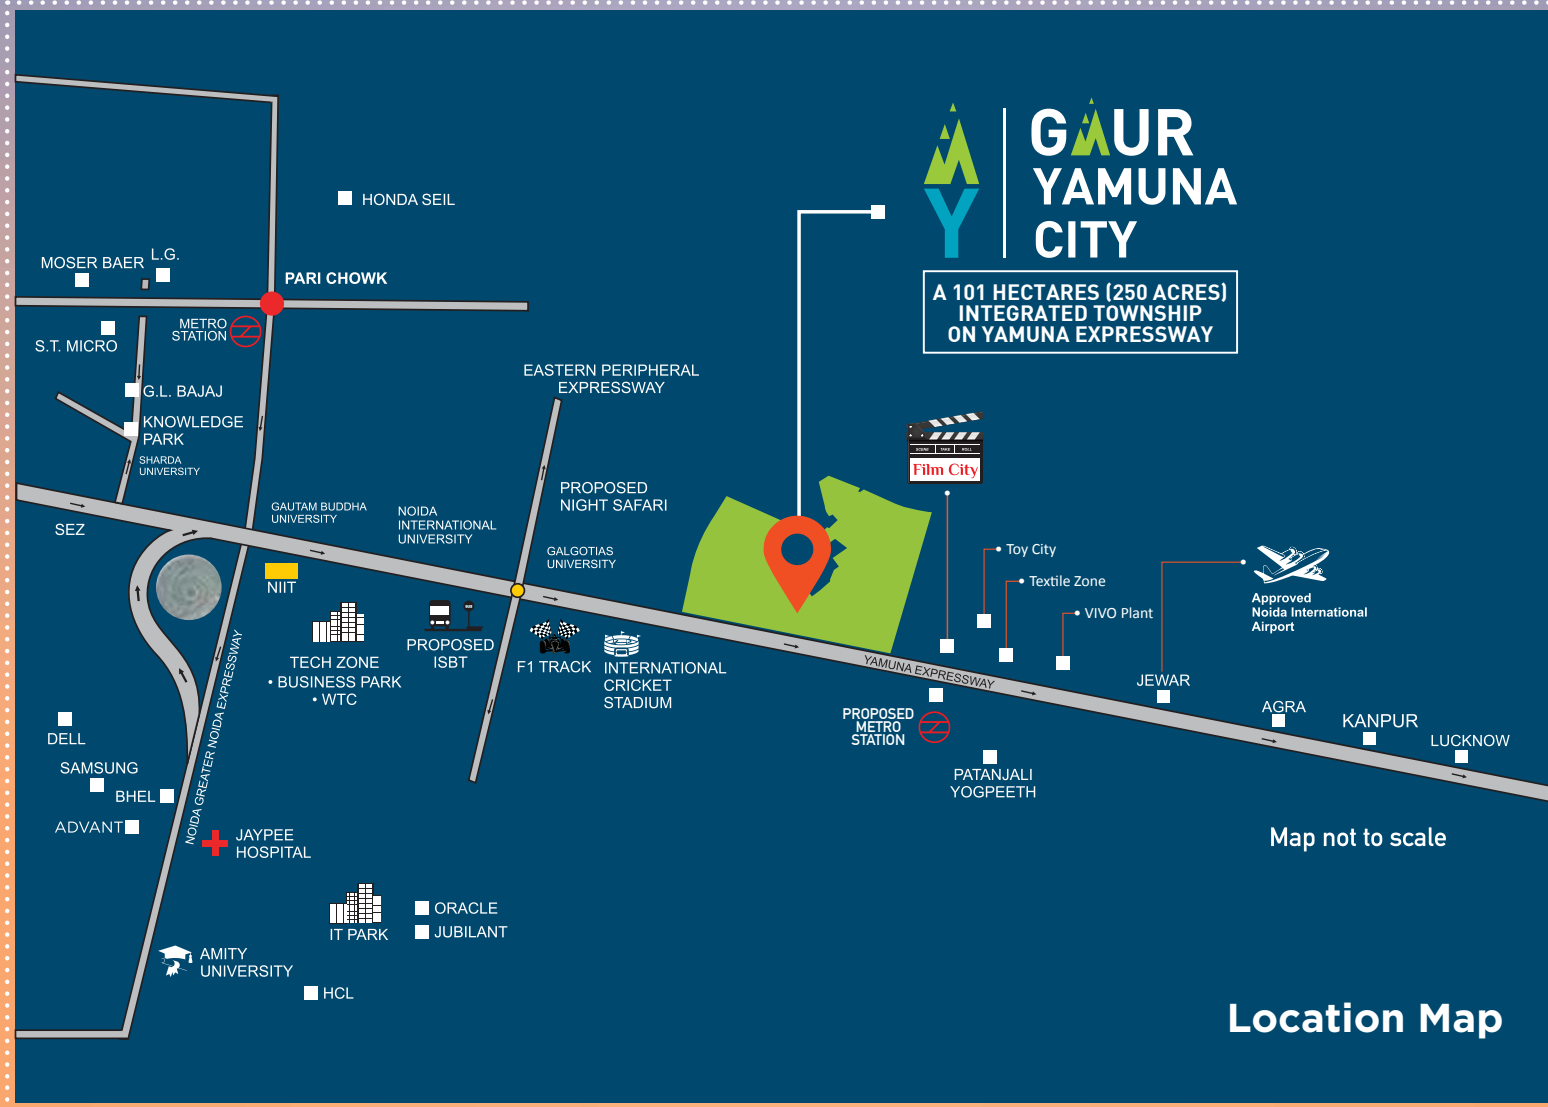 GAUR
YAMUNA
CITY
Y
A 101 HECTARES (250 ACRES)
INTEGRATED TOWNSHIP
ON YAMUNA EXPRESSWAY
HONDA SEIL
MOSER BAER
L.G.
PARI CHOWK
METRO
STATION
S.T. MICRO
G.L. BAJAJ
KNOWLEDGE
PARK
SHARDA
UNIVERSITY
EASTERN PERIPHERAL
EXPRESSWAY
SCENE TAKE ROLL
Film City
PROPOSED
NIGHT SAFARI
SEZ
GAUTAM BUDDHA
UNIVERSITY
NOIDA
INTERNATIONAL
UNIVERSITY
GALGOTIAS
UNIVERSITY
Toy City
Textile Zone
VIVO Plant
Approved
Noida International
Airport
NIIT
TECH ZONE
• BUSINESS PARK
• WTC
BUS
PROPOSED
ISBT
F1 TRACK
INTERNATIONAL
CRICKET
STADIUM
YAMUNA EXPRESSWAY
JEWAR
AGRA
KANPUR
LUCKNOW
PROPOSED
METRO
STATION
PATANJALI
YOGPEETH
NOIDA GREATER NOIDA EXPRESSWAY
DELL
SAMSUNG
BHEL
ADVANT
JAYPEE
HOSPITAL
Map not to scale
IT PARK
ORACLE
JUBILANT
AMITY
UNIVERSITY
HCL
Location Map